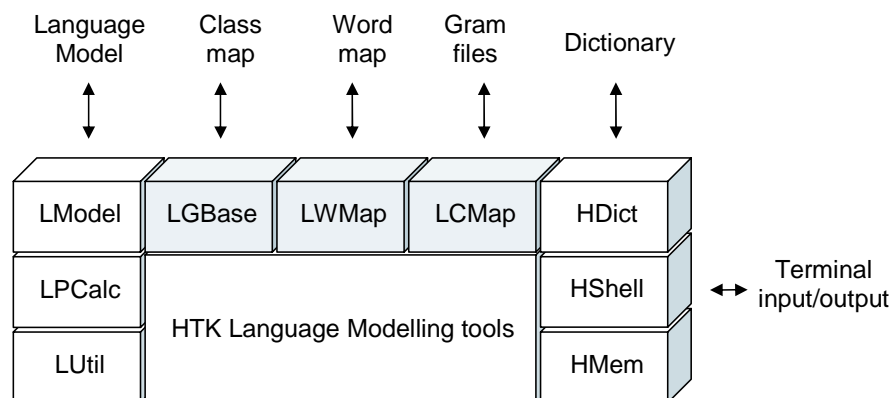 Language
Model
Class
map
Word
map
Gram
files
Dictionary
LModel
LGBase
LWMap
LCMap
HDict
LPCalc
HShell
Terminal
input/output
HTK Language Modelling tools
LUtil
HMem